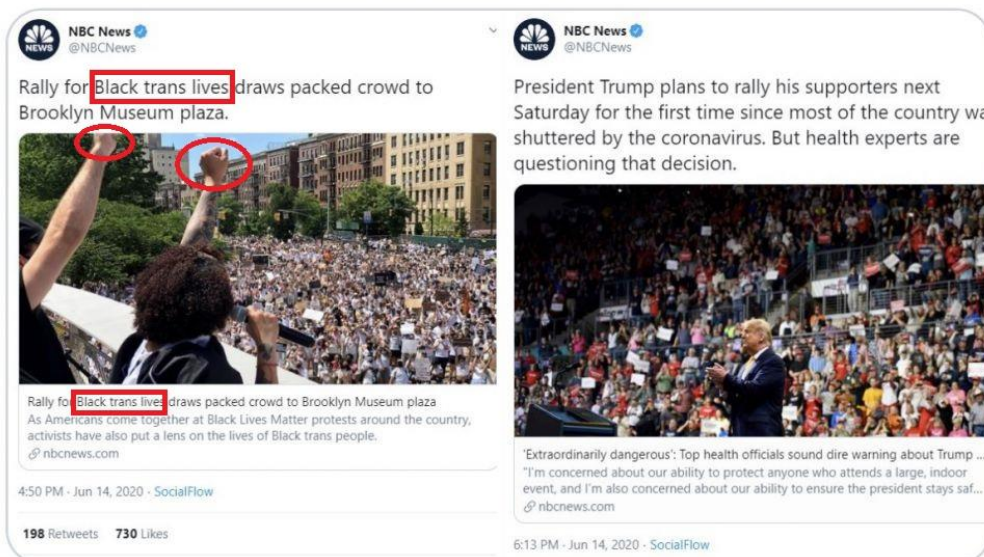 NBC News
@NBCNews
Rally for Black trans lives draws packed crowd to
Brooklyn Museum plaza.
Rally for Black trans lives draws packed crowd to Brooklyn Museum plaza
As Americans come together at Black Lives Matter protests around the country,
activists have also put a lens on the lives of Black trans people.
nbcnews.com
4:50 PM · Jun 14, 2020 · SocialFlow
198 Retweets 730 Likes
NBC News
@NBCNews
President Trump plans to rally his supporters next
Saturday for the first time since most of the country wa
shuttered by the coronavirus. But health experts are
questioning that decision.
'Extraordinarily dangerous': Top health officials sound dire warning about Trump ...
"I'm concerned about our ability to protect anyone who attends a large, indoor
event, and I'm also concerned about our ability to ensure the president stays saf...
nbcnews.com
6:13 PM · Jun 14, 2020 · SocialFlow